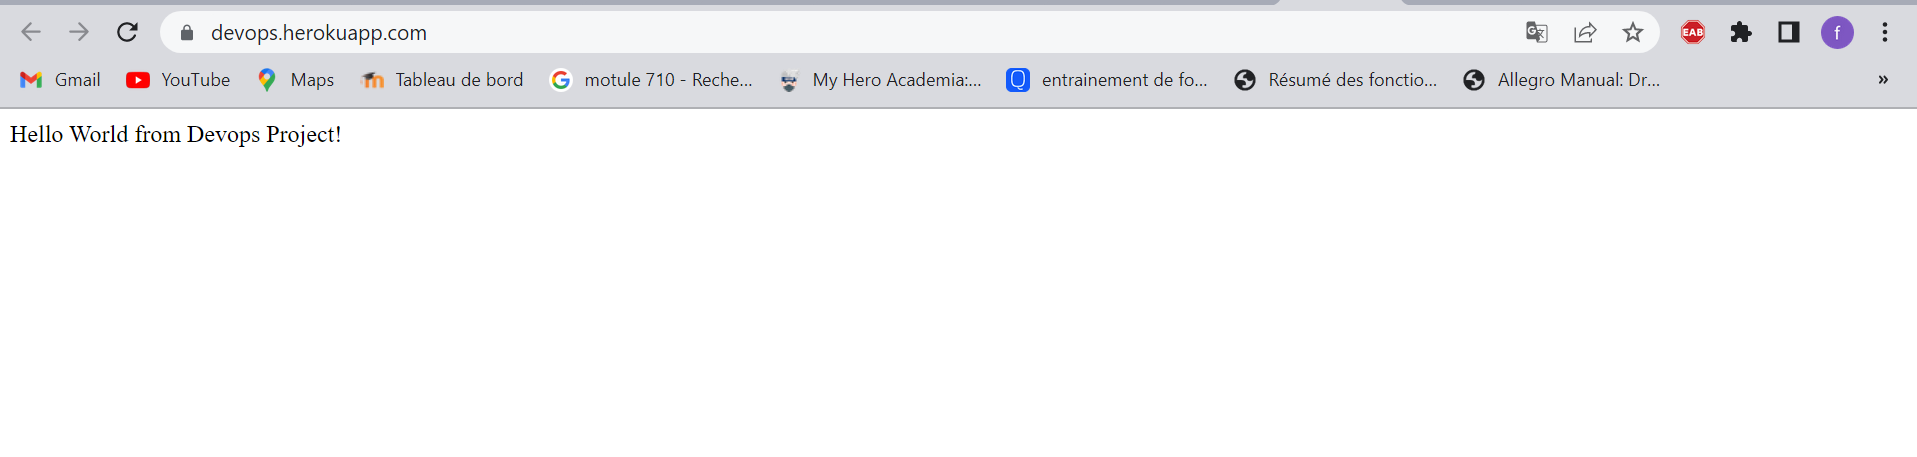 devops.herokuapp.com
EAB
f
Gmail YouTube Maps Tableau de bord motule 710 - Reche... My Hero Academia:... entrainement de fo... Résumé des fonctio... Allegro Manual: Dr... »
Hello World from Devops Project!